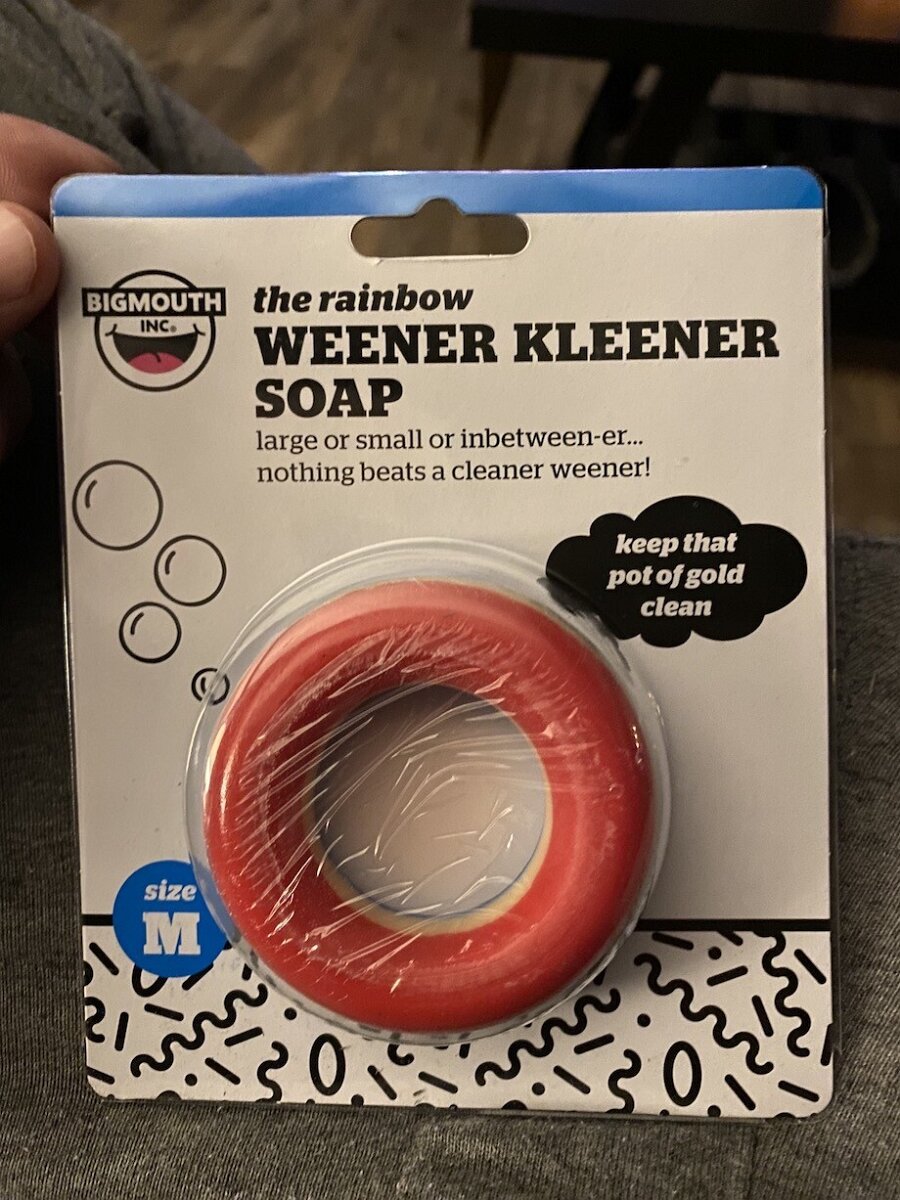 BIGMOUTH
INC.®
the rainbow
WEENER KLEENER
SOAP
large or small or inbetween-er...
nothing beats a cleaner weener!
keep that
pot of gold
clean
size
M